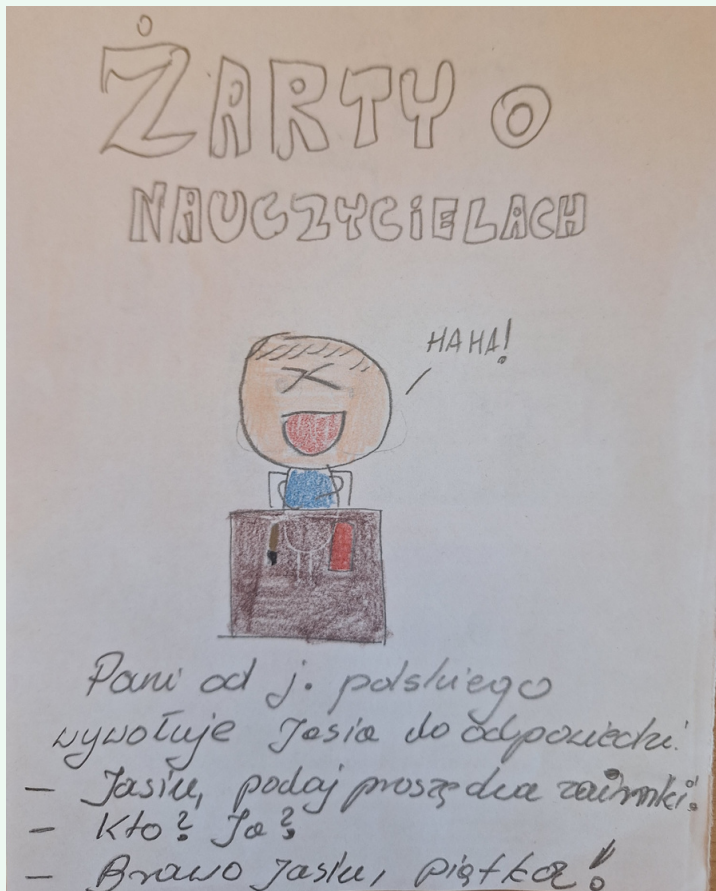 ŻARTY O
NAUCZYCIELACH
HAHA!
Pani od j. polskiego
wywołuje Jasia do odpowiedzi:
- Jasiu, podaj proszę dwa zaimki.
- Kto? Ja?
- Brawo Jasiu, piątka!